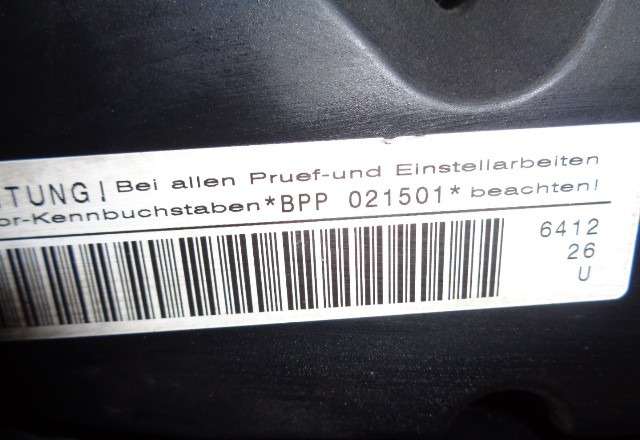 TUNG! Bei allen Pruef-und Einstellarbeiten
or-Kennbuchstaben*BPP 021501* beachten!
6412
26
U